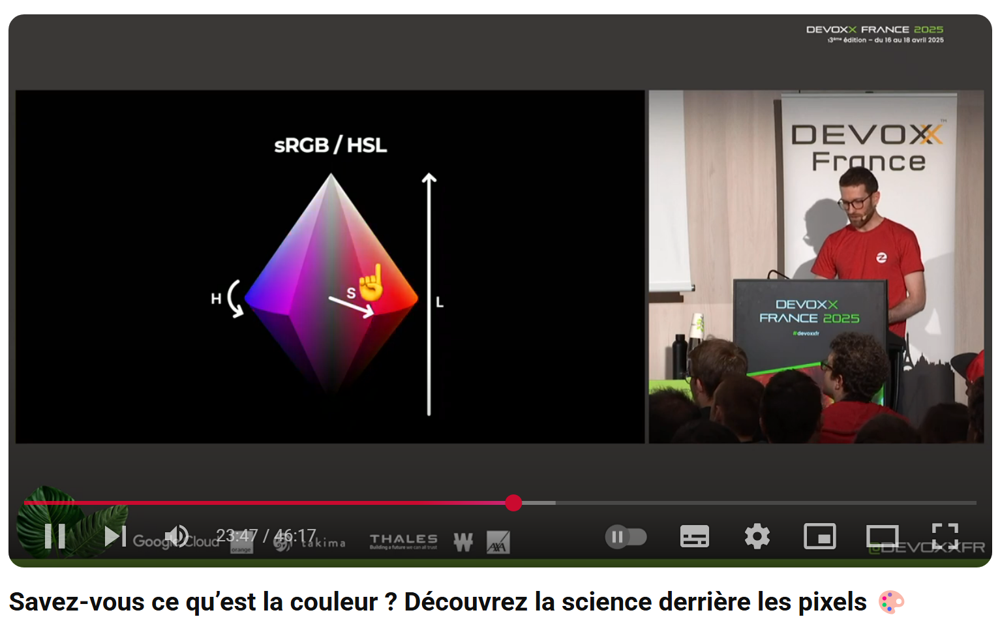 DEVOXX FRANCE 2025
13ème édition – du 16 au 18 avril 2025
sRGB / HSL
H
S
L
DEVOXX™
France
DEVOXX
FRANCE 2025
#devoxxfr
23:47 / 46:17
Google Cloud
orange
takima
THALES
Building a future we can all trust
W
AXA
@DEVOXXFR
Savez-vous ce qu’est la couleur ? Découvrez la science derrière les pixels 🎨